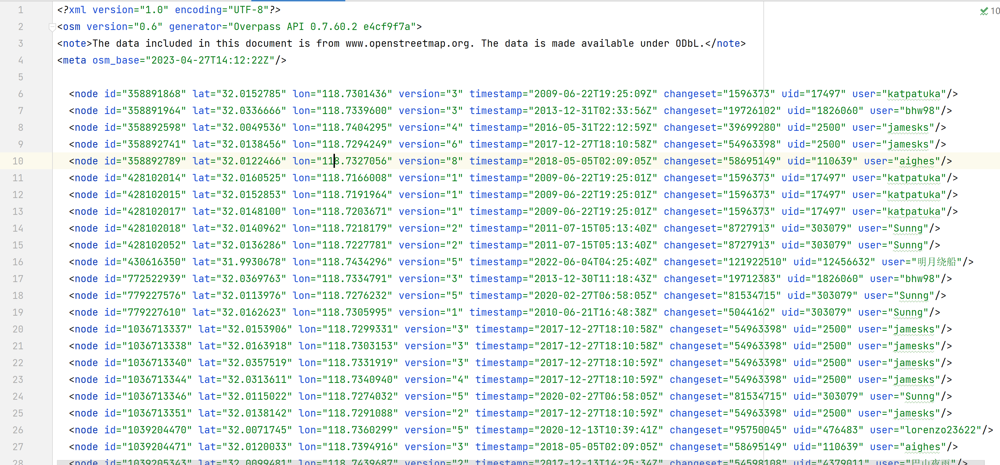 1 <?xml version="1.0" encoding="UTF-8"?> 10
2 <osm version="0.6" generator="Overpass API 0.7.60.2 e4cf9f7a">
3 <note>The data included in this document is from www.openstreetmap.org. The data is made available under ODbL.</note>
4 <meta osm_base="2023-04-27T14:12:22Z"/>
5
6 <node id="358891868" lat="32.0152785" lon="118.7301436" version="3" timestamp="2009-06-22T19:25:09Z" changeset="1596373" uid="17497" user="katpatuka"/>
7 <node id="358891964" lat="32.0336666" lon="118.7339600" version="3" timestamp="2013-12-31T02:33:56Z" changeset="19726102" uid="1826060" user="bhw98"/>
8 <node id="358892598" lat="32.0049536" lon="118.7404295" version="4" timestamp="2016-05-31T22:12:59Z" changeset="39699280" uid="2500" user="jamesks"/>
9 <node id="358892741" lat="32.0138456" lon="118.7294249" version="6" timestamp="2017-12-27T18:10:58Z" changeset="54963398" uid="2500" user="jamesks"/>
10 <node id="358892789" lat="32.0122466" lon="118.7327056" version="8" timestamp="2018-05-05T02:09:05Z" changeset="58695149" uid="110639" user="aighes"/>
11 <node id="428102014" lat="32.0160525" lon="118.7166008" version="1" timestamp="2009-06-22T19:25:01Z" changeset="1596373" uid="17497" user="katpatuka"/>
12 <node id="428102015" lat="32.0152853" lon="118.7191964" version="1" timestamp="2009-06-22T19:25:01Z" changeset="1596373" uid="17497" user="katpatuka"/>
13 <node id="428102017" lat="32.0148100" lon="118.7203671" version="1" timestamp="2009-06-22T19:25:01Z" changeset="1596373" uid="17497" user="katpatuka"/>
14 <node id="428102018" lat="32.0140962" lon="118.7218179" version="2" timestamp="2011-07-15T05:13:40Z" changeset="8727913" uid="303079" user="Sunng"/>
15 <node id="428102052" lat="32.0136286" lon="118.7227781" version="2" timestamp="2011-07-15T05:13:40Z" changeset="8727913" uid="303079" user="Sunng"/>
16 <node id="430616350" lat="31.9930678" lon="118.7434296" version="5" timestamp="2022-06-04T04:25:40Z" changeset="121922510" uid="12456632" user="明月绕船"/>
17 <node id="772522939" lat="32.0369763" lon="118.7334791" version="3" timestamp="2013-12-30T11:18:43Z" changeset="19712383" uid="1826060" user="bhw98"/>
18 <node id="779227576" lat="32.0113976" lon="118.7276232" version="5" timestamp="2020-02-27T06:58:05Z" changeset="81534715" uid="303079" user="Sunng"/>
19 <node id="779227610" lat="32.0162623" lon="118.7305995" version="1" timestamp="2010-06-21T16:48:38Z" changeset="5044162" uid="303079" user="Sunng"/>
20 <node id="1036713337" lat="32.0153906" lon="118.7299331" version="3" timestamp="2017-12-27T18:10:58Z" changeset="54963398" uid="2500" user="jamesks"/>
21 <node id="1036713338" lat="32.0163918" lon="118.7303153" version="3" timestamp="2017-12-27T18:10:58Z" changeset="54963398" uid="2500" user="jamesks"/>
22 <node id="1036713340" lat="32.0357519" lon="118.7331919" version="3" timestamp="2017-12-27T18:10:59Z" changeset="54963398" uid="2500" user="jamesks"/>
23 <node id="1036713344" lat="32.0313611" lon="118.7340940" version="4" timestamp="2017-12-27T18:10:59Z" changeset="54963398" uid="2500" user="jamesks"/>
24 <node id="1036713346" lat="32.0115022" lon="118.7274032" version="5" timestamp="2020-02-27T06:58:05Z" changeset="81534715" uid="303079" user="Sunng"/>
25 <node id="1036713351" lat="32.0138142" lon="118.7291088" version="2" timestamp="2017-12-27T18:10:59Z" changeset="54963398" uid="2500" user="jamesks"/>
26 <node id="1039204470" lat="32.0071745" lon="118.7360299" version="5" timestamp="2020-12-13T10:39:41Z" changeset="95750045" uid="476483" user="lorenzo23622"/>
27 <node id="1039204471" lat="32.0120033" lon="118.7394916" version="3" timestamp="2018-05-05T02:09:05Z" changeset="58695149" uid="110639" user="aighes"/>
28 <node id="1039205343" lat="32.0099481" lon="118.7439687" version="2" timestamp="2017-12-13T14:25:34Z" changeset="54598108" uid="4379011" user="巴山夜雨"/>